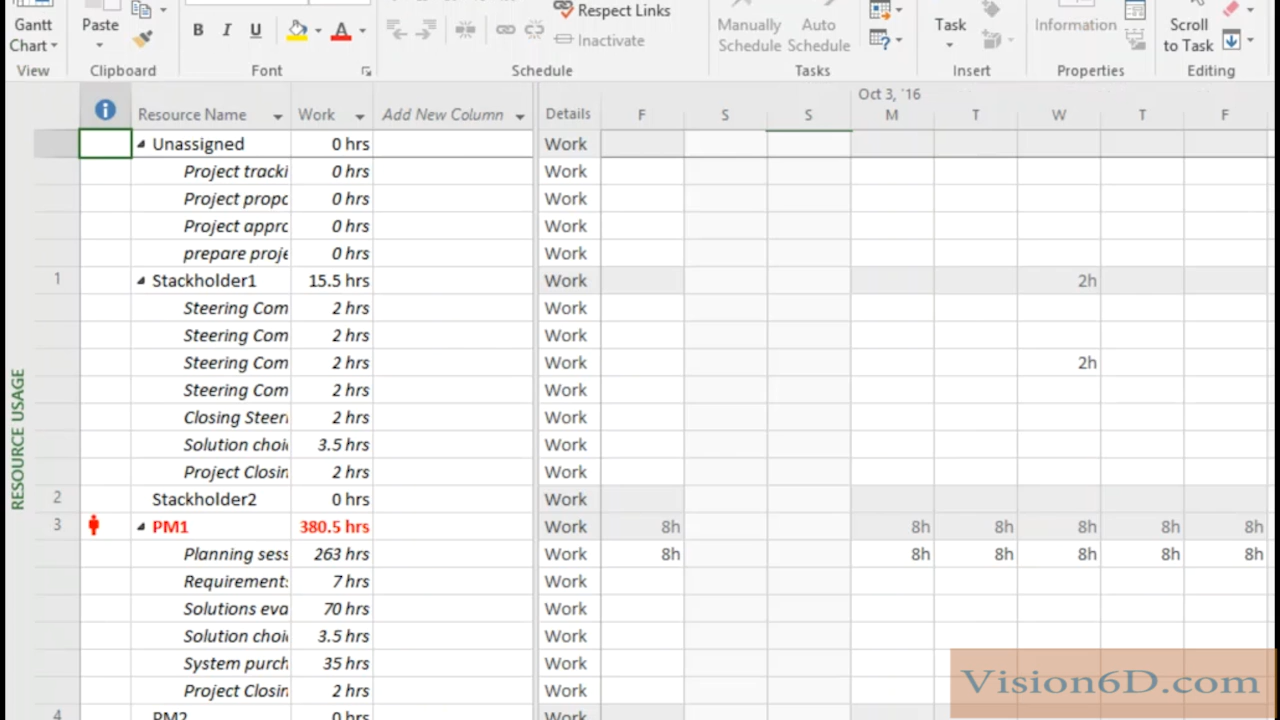 Gantt Chart
View
Paste
Clipboard
B I U A
Font
Respect Links
Inactivate
Schedule
Manually Schedule
Auto Schedule
Tasks
Task
Insert
Information
Properties
Scroll to Task
Editing
Resource Name Work Add New Column Details F S S Oct 3, '16 M T W T F
Unassigned 0 hrs Work
Project tracki 0 hrs Work
Project propo 0 hrs Work
Project appro 0 hrs Work
prepare proje 0 hrs Work
1 Stackholder1 15.5 hrs Work 2h
Steering Com 2 hrs Work
Steering Com 2 hrs Work
Steering Com 2 hrs Work 2h
Steering Com 2 hrs Work
Closing Steeri 2 hrs Work
Solution choi 3.5 hrs Work
Project Closin 2 hrs Work
2 Stackholder2 0 hrs Work
3 PM1 380.5 hrs Work 8h 8h 8h 8h 8h 8h
Planning sess 263 hrs Work 8h 8h 8h 8h 8h 8h
Requirements 7 hrs Work
Solutions eva 70 hrs Work
Solution choi 3.5 hrs Work
System purch 35 hrs Work
Project Closin 2 hrs Work
4 PM2 0 hrs Work
RESOURCE USAGE
Vision6D.com